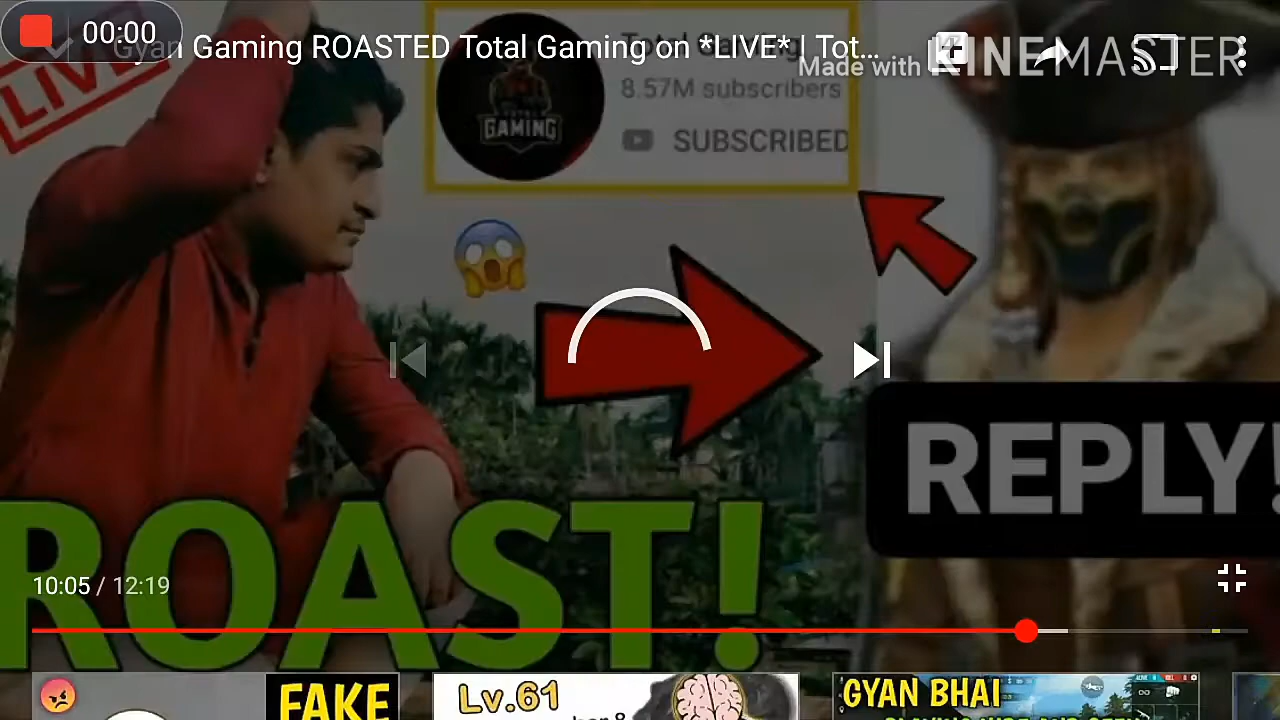 00:00
Gyan Gaming ROASTED Total Gaming on *LIVE* | Tot...
Made with KINEMASTER
LIVE
8.57M subscribers
GAMING
SUBSCRIBED
REPLY!
ROAST!
10:05 / 12:19
FAKE
Lv.61
GYAN BHAI